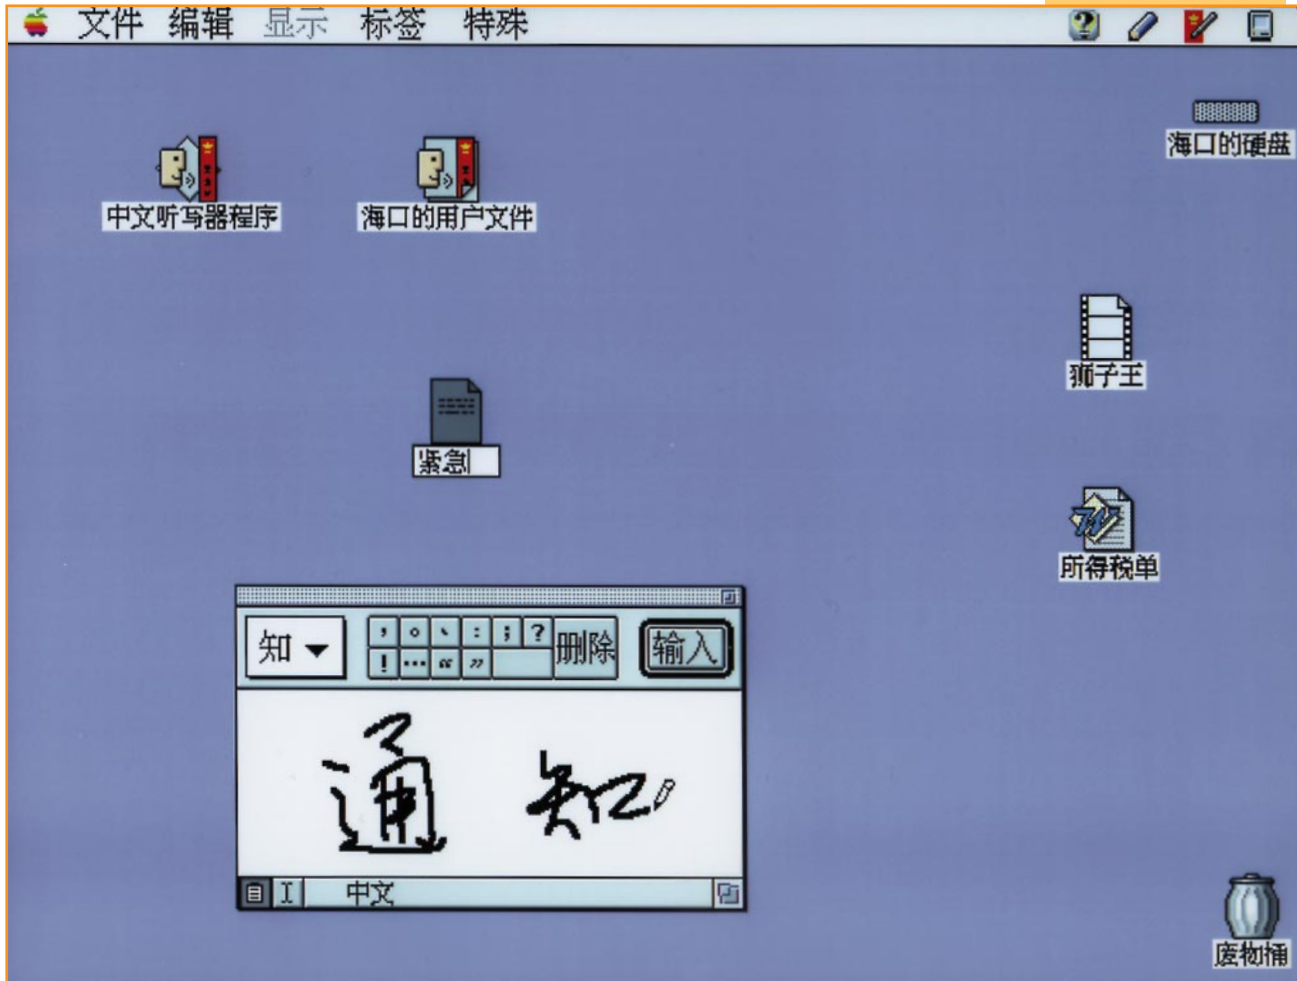 文件 编辑 显示 标签 特殊
海口的硬盘
中文听写器程序 海口的用户文件
狮子王
紧急
所得税单
知 , 。 、 : ; ? 删除 输入
! … “ ”
通知
中文
废物桶